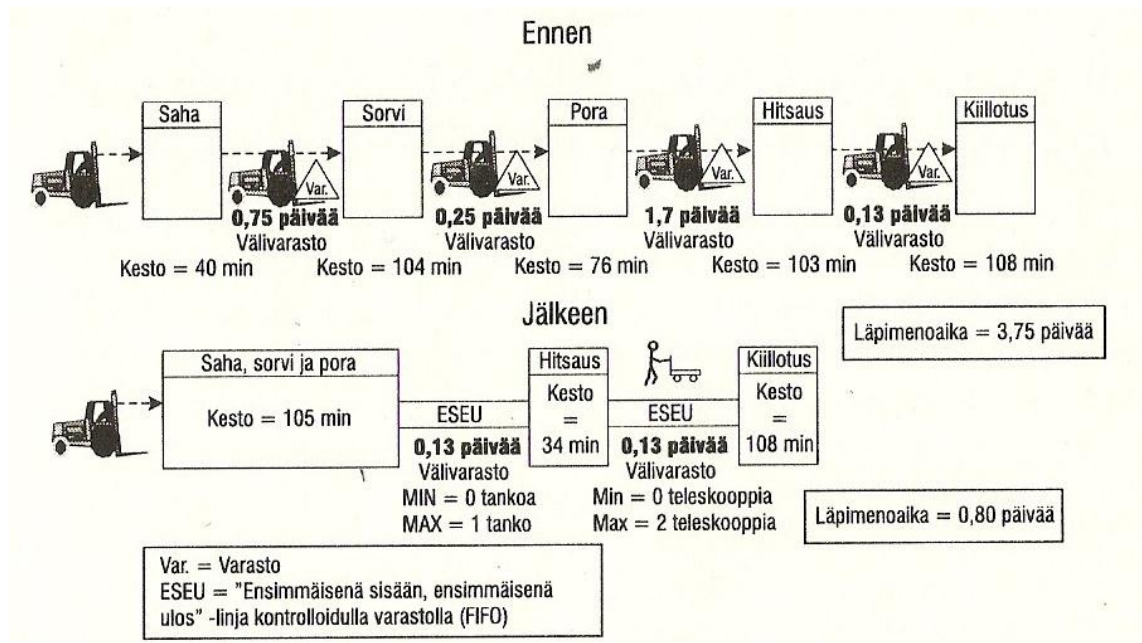 Ennen
Saha
Sorvi
Pora
Hitsaus
Kiillotus
Var.
Var.
Var.
Var.
0,75 päivää
0,25 päivää
1,7 päivää
0,13 päivää
Välivarasto
Välivarasto
Välivarasto
Välivarasto
Kesto = 40 min
Kesto = 104 min
Kesto = 76 min
Kesto = 103 min
Kesto = 108 min
Jälkeen
Läpimenoaika = 3,75 päivää
Saha, sorvi ja pora
Kesto = 105 min
ESEU
0,13 päivää
Välivarasto
MIN = 0 tankoa
MAX = 1 tanko
Hitsaus
Kesto
=
34 min
ESEU
0,13 päivää
Välivarasto
Min = 0 teleskooppia
Max = 2 teleskooppia
Kiillotus
Kesto
=
108 min
Läpimenoaika = 0,80 päivää
Var. = Varasto
ESEU = ”Ensimmäisenä sisään, ensimmäisenä
ulos” -linja kontrolloidulla varastolla (FIFO)